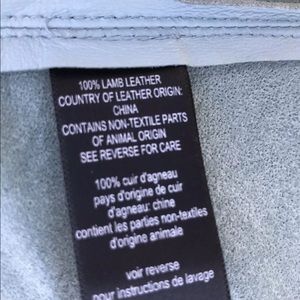 100% LAMB LEATHER
COUNTRY OF LEATHER ORIGIN:
CHINA
CONTAINS NON-TEXTILE PARTS
OF ANIMAL ORIGIN
SEE REVERSE FOR CARE
100% cuir d'agneau
pays d'origine de cuir
d'agneau: chine
contient les parties non-textiles
d'origine animale
voir reverse
pour instructions de lavage